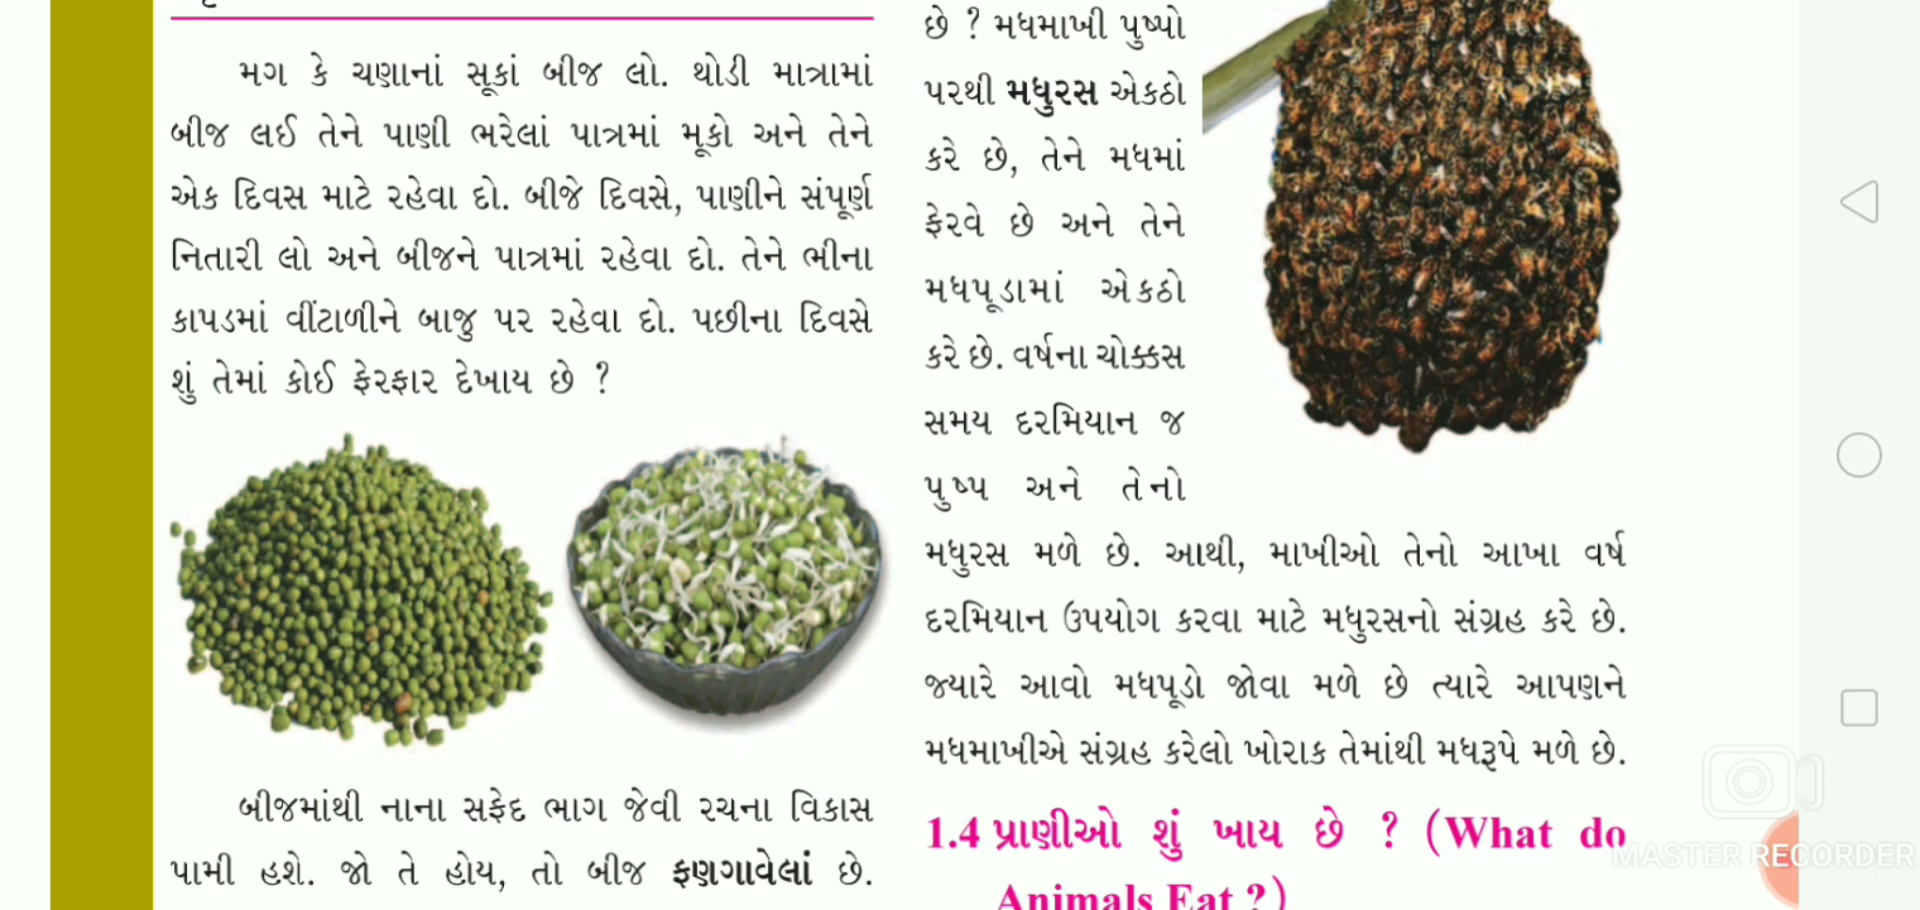 મગ કે ચણાનાં સૂકાં બીજ લો. થોડી માત્રામાં
બીજ લઈ તેને પાણી ભરેલાં પાત્રમાં મૂકો અને તેને
એક દિવસ માટે રહેવા દો. બીજે દિવસે, પાણીને સંપૂર્ણ
નિતારી લો અને બીજને પાત્રમાં રહેવા દો. તેને ભીના
કાપડમાં વીંટાળીને બાજુ પર રહેવા દો. પછીના દિવસે
શું તેમાં કોઈ ફેરફાર દેખાય છે ?
બીજમાંથી નાના સફેદ ભાગ જેવી રચના વિકાસ
પામી હશે. જો તે હોય, તો બીજ ફણગાવેલાં છે.
છે ? મધમાખી પુષ્પો
પરથી મધુરસ એકઠો
કરે છે, તેને મધમાં
ફેરવે છે અને તેને
મધપૂડામાં એકઠો
કરે છે. વર્ષના ચોક્કસ
સમય દરમિયાન જ
પુષ્પ અને તેનો
મધુરસ મળે છે. આથી, માખીઓ તેનો આખા વર્ષ
દરમિયાન ઉપયોગ કરવા માટે મધુરસનો સંગ્રહ કરે છે.
જ્યારે આવો મધપૂડો જોવા મળે છે ત્યારે આપણને
મધમાખીએ સંગ્રહ કરેલો ખોરાક તેમાંથી મધરૂપે મળે છે.
1.4 પ્રાણીઓ શું ખાય છે ? (What do
Animals Eat ?)
MASTER RECORDER